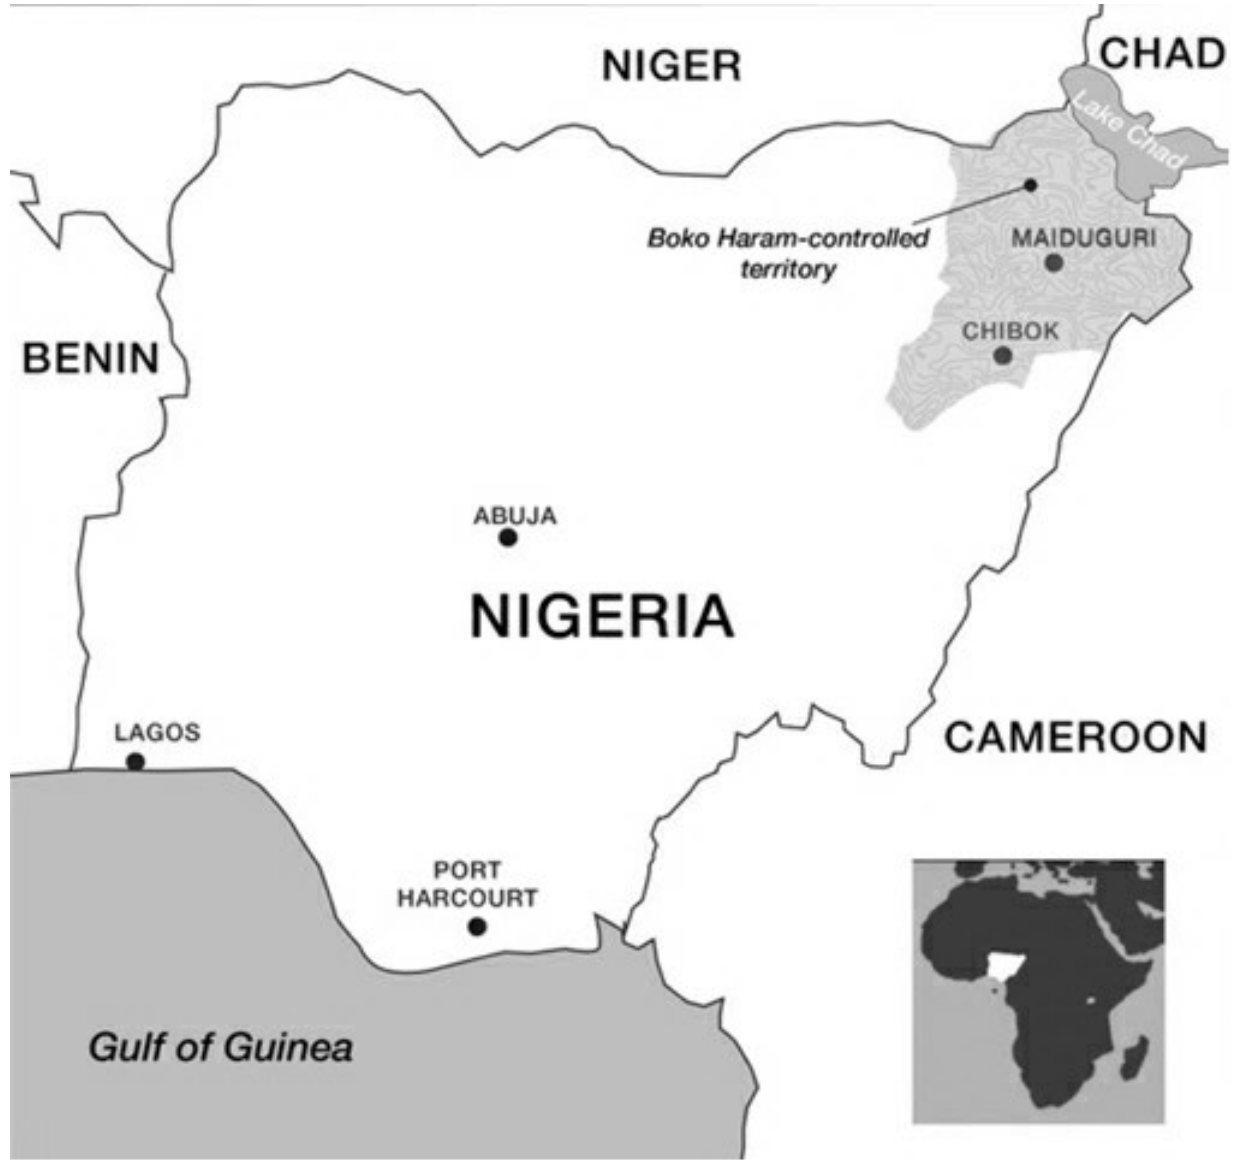 NIGER
CHAD
Lake Chad
Boko Haram-controlled
territory
MAIDUGURI
CHIBOK
BENIN
ABUJA
NIGERIA
LAGOS
CAMEROON
PORT
HARCOURT
Gulf of Guinea